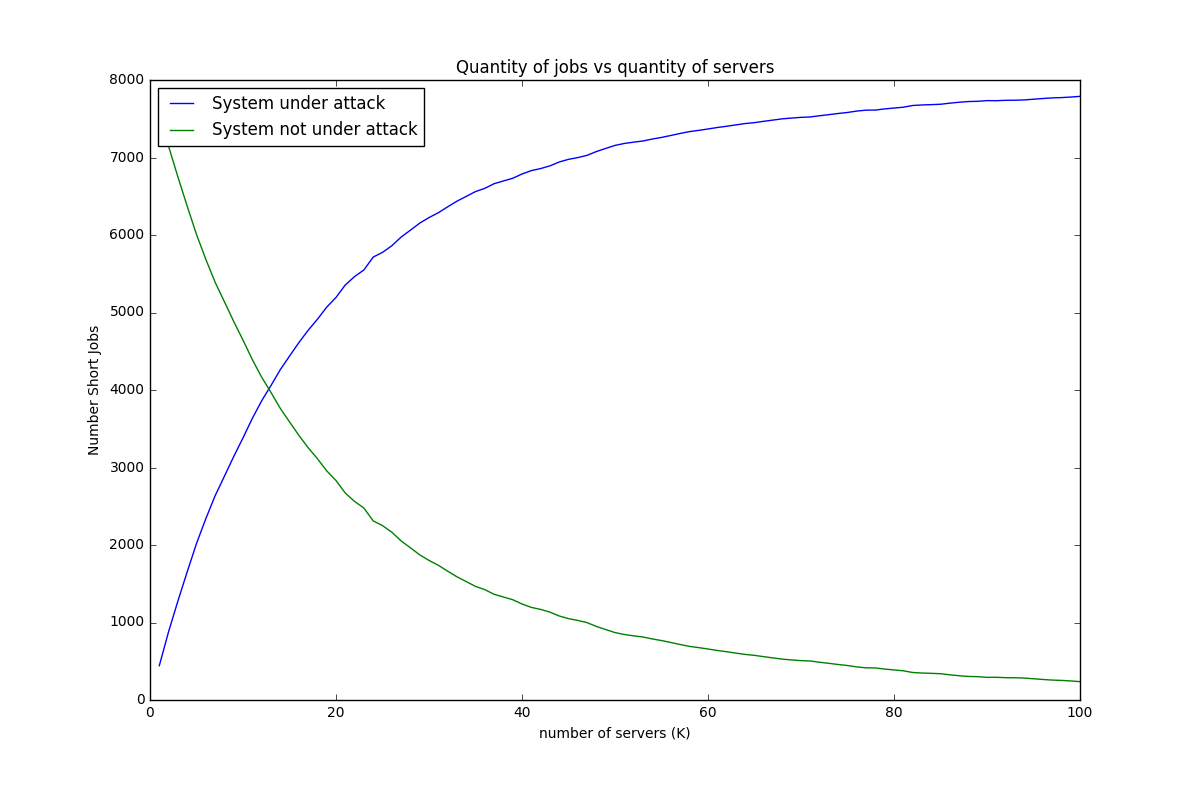 Quantity of jobs vs quantity of servers
System under attack
System not under attack
8000
7000
6000
5000
4000
3000
2000
1000
0
Number Short Jobs
0 20 40 60 80 100
number of servers (K)